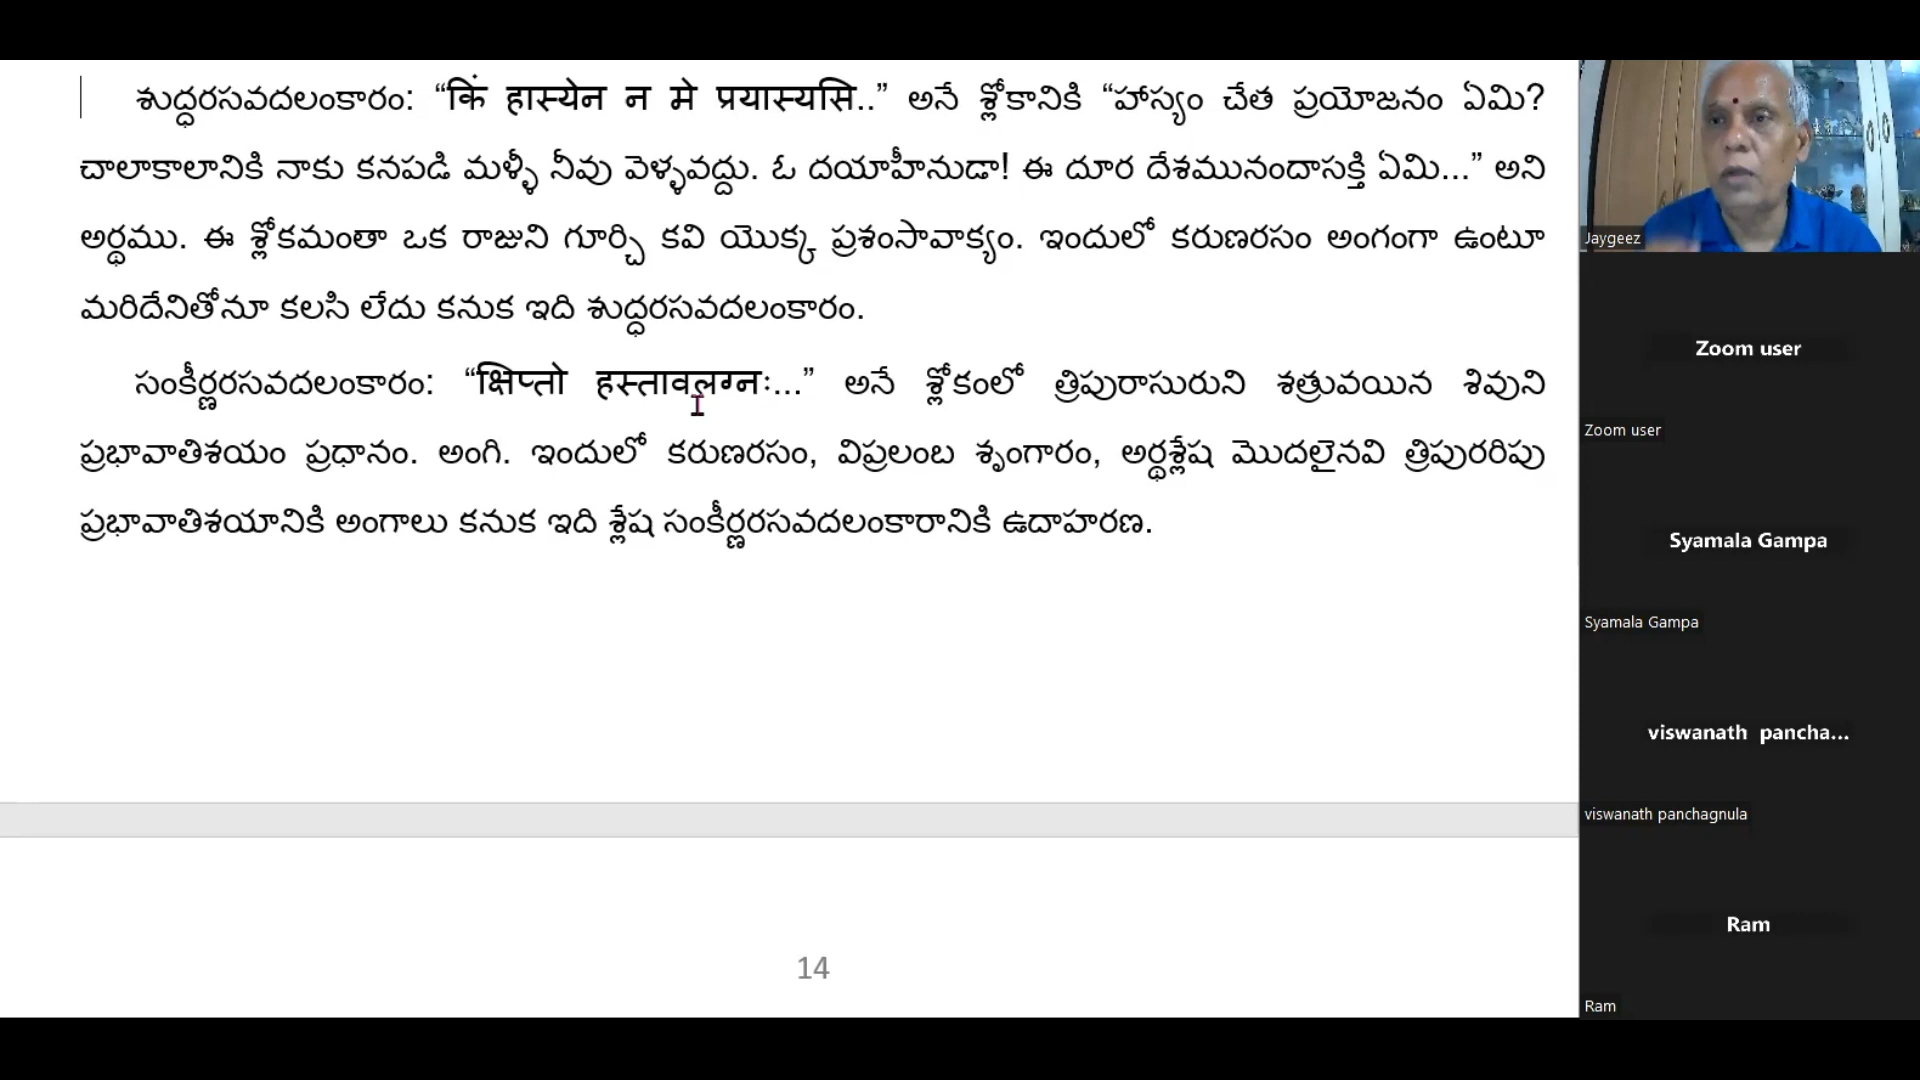 శుద్ధరసవదలంకారం: “किं हास्येन न मे प्रयास्यसि..” అనే శ్లోకానికి “హాస్యం చేత ప్రయోజనం ఏమి?
చాలాకాలానికి నాకు కనపడి మళ్ళీ నీవు వెళ్ళవద్దు. ఓ దయాహీనుడా! ఈ దూర దేశమునందాసక్తి ఏమి...” అని
అర్థము. ఈ శ్లోకమంతా ఒక రాజుని గూర్చి కవి యొక్క ప్రశంసావాక్యం. ఇందులో కరుణరసం అంగంగా ఉంటూ
మరిదేనితోనూ కలసి లేదు కనుక ఇది శుద్ధరసవదలంకారం.
సంకీర్ణరసవదలంకారం: “क्षिप्तो हस्तावलग्नः...” అనే శ్లోకంలో త్రిపురాసురుని శత్రువయిన శివుని
ప్రభావాతిశయం ప్రధానం. అంగి. ఇందులో కరుణరసం, విప్రలంబ శృంగారం, అర్థశ్లేష మొదలైనవి త్రిపురరిపు
ప్రభావాతిశయానికి అంగాలు కనుక ఇది శ్లేష సంకీర్ణరసవదలంకారానికి ఉదాహరణ.
14
Jaygeez
Zoom user
Zoom user
Syamala Gampa
Syamala Gampa
viswanath pancha...
viswanath panchagnula
Ram
Ram